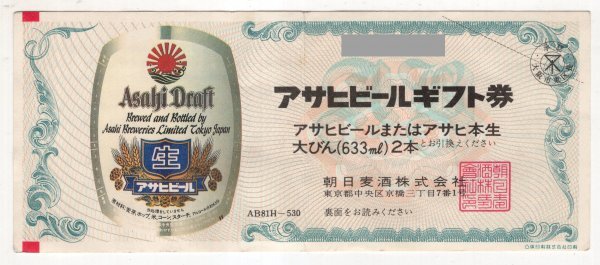 Asahi Draft
Brewed and Bottled by
Asahi Breweries Limited Tokyo Japan
生
アサヒビール
アサヒビールギフト券
アサヒビールまたはアサヒ本生
大びん(633ml)2本とお引換えください
朝日麦酒株式会社
東京都中央区京橋三丁目7番1号
AB81H-530 裏面をお読みください